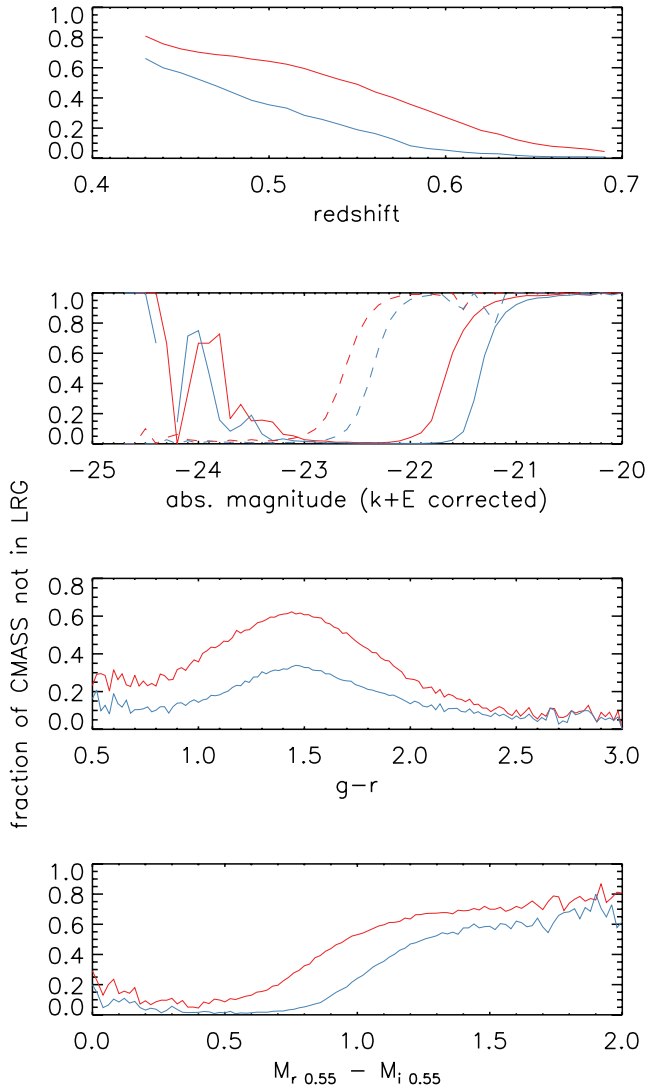 1.0
0.8
0.6
0.4
0.2
0.0
0.4 0.5 0.6 0.7
redshift
1.0
0.8
0.6
0.4
0.2
0.0
−25 −24 −23 −22 −21 −20
abs. magnitude (k+E corrected)
fraction of CMASS not in LRG
0.8
0.6
0.4
0.2
0.0
0.5 1.0 1.5 2.0 2.5 3.0
g−r
1.0
0.8
0.6
0.4
0.2
0.0
0.0 0.5 1.0 1.5 2.0
M r 0.55 − M i 0.55